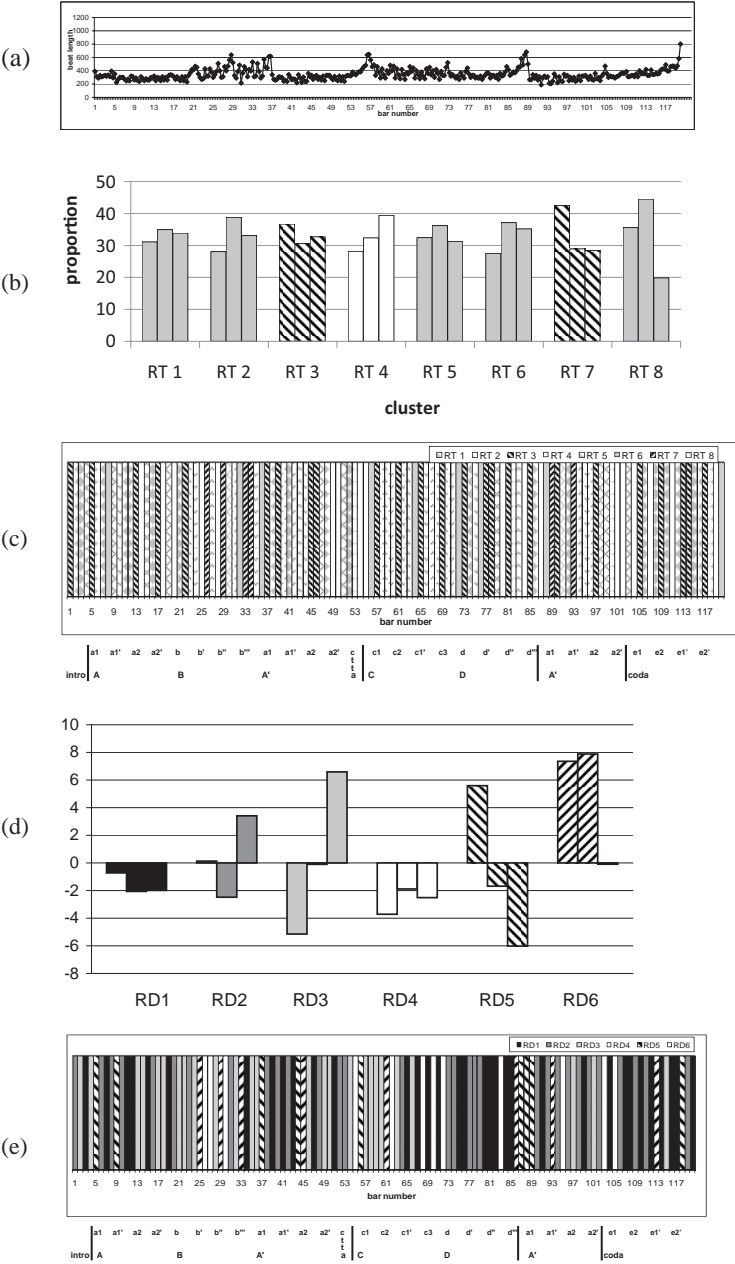 (a)
beat length
1200
1000
800
600
400
200
0
1 5 9 13 17 21 25 29 33 37 41 45 49 53 57 61 65 69 73 77 81 85 89 93 97 101 105 109 113 117
bar number
(b)
proportion
50
40
30
20
10
0
RT 1 RT 2 RT 3 RT 4 RT 5 RT 6 RT 7 RT 8
cluster
(c)
RT 1 RT 2 RT 3 RT 4 RT 5 RT 6 RT 7 RT 8
1 5 9 13 17 21 25 29 33 37 41 45 49 53 57 61 65 69 73 77 81 85 89 93 97 101 105 109 113 117
bar number
a1 a1' a2 a2' b b' b'' b''' a1 a1' a2 a2' ctta c1 c2 c1' c3 d d' d'' d''' a1 a1' a2 a2' e1 e2 e1' e2'
intro A B A' C D A' coda
(d)
10
8
6
4
2
0
-2
-4
-6
-8
RD1 RD2 RD3 RD4 RD5 RD6
(e)
RD1 RD2 RD3 RD4 RD5 RD6
1 5 9 13 17 21 25 29 33 37 41 45 49 53 57 61 65 69 73 77 81 85 89 93 97 101 105 109 113 117
bar number
a1 a1' a2 a2' b b' b'' b''' a1 a1' a2 a2' ctta c1 c2 c1' c3 d d' d'' d''' a1 a1' a2 a2' e1 e2 e1' e2'
intro A B A' C D A' coda